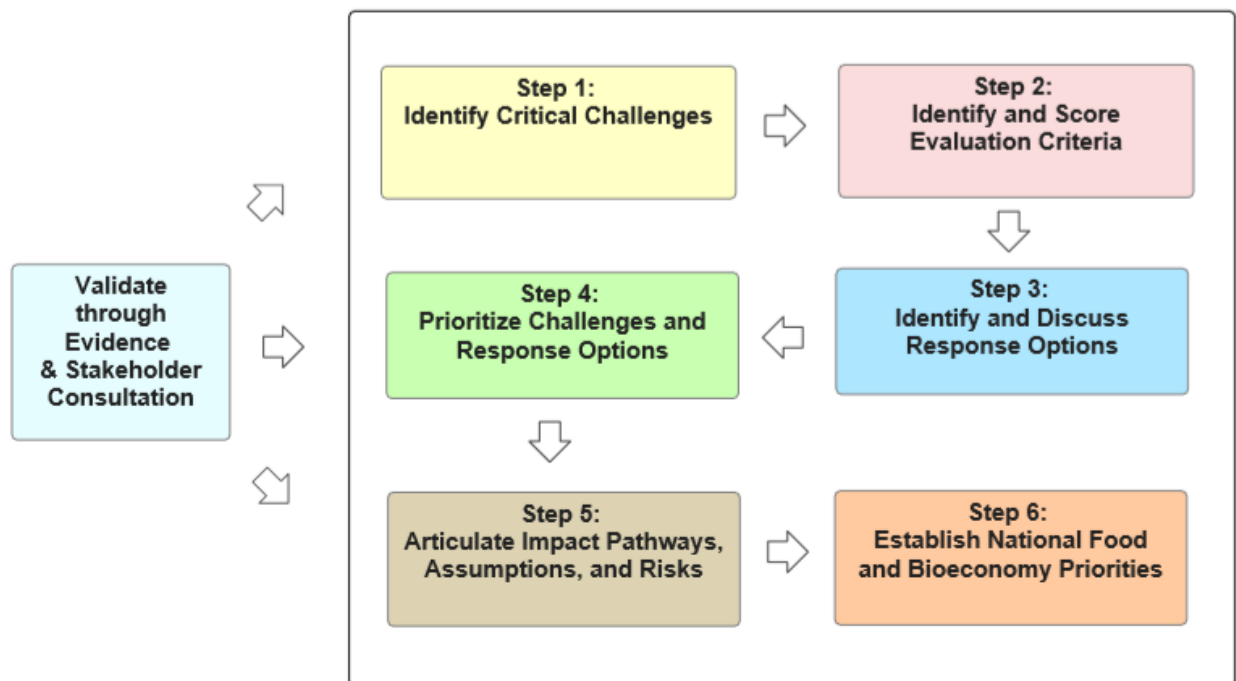 Step 1:
Identify Critical Challenges
Step 2:
Identify and Score
Evaluation Criteria
Validate
through
Evidence
& Stakeholder
Consultation
Step 4:
Prioritize Challenges and
Response Options
Step 3:
Identify and Discuss
Response Options
Step 5:
Articulate Impact Pathways,
Assumptions, and Risks
Step 6:
Establish National Food
and Bioeconomy Priorities